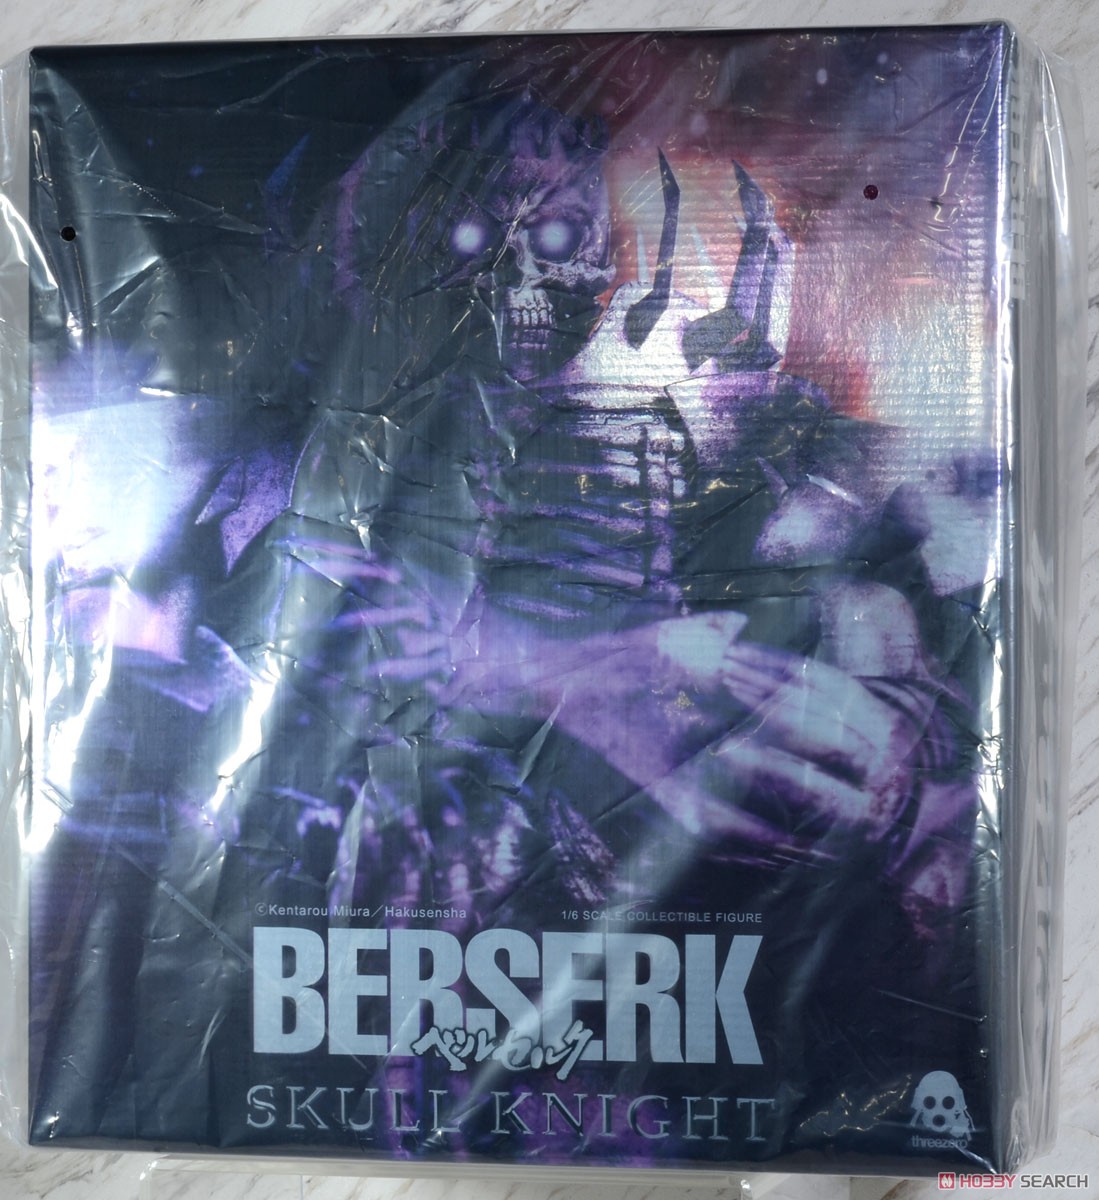 ©Kentarou Miura／Hakusensha
1/6 SCALE COLLECTIBLE FIGURE
BERSERK
ベルセルク
SKULL KNIGHT
threezero
HOBBY SEARCH